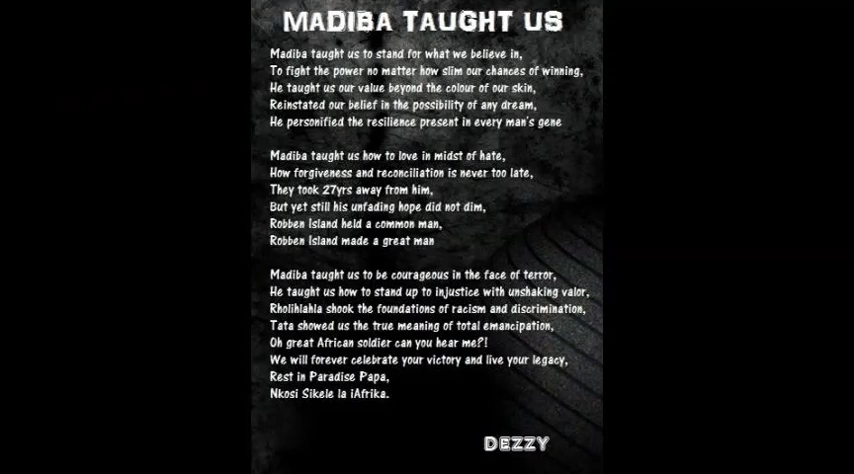 MADIBA TAUGHT US
Madiba taught us to stand for what we believe in,
To fight the power no matter how slim our chances of winning,
He taught us our value beyond the colour of our skin,
Reinstated our belief in the possibility of any dream,
He personified the resilience present in every man's gene
Madiba taught us how to love in midst of hate,
How forgiveness and reconciliation is never too late,
They took 27yrs away from him,
But yet still his unfading hope did not dim,
Robben Island held a common man,
Robben Island made a great man
Madiba taught us to be courageous in the face of terror,
He taught us how to stand up to injustice with unshaking valor,
Rholihlahla shook the foundations of racism and discrimination,
Tata showed us the true meaning of total emancipation,
Oh great African soldier can you hear me?!
We will forever celebrate your victory and live your legacy,
Rest in Paradise Papa,
Nkosi Sikele la iAfrika.
DEZZY